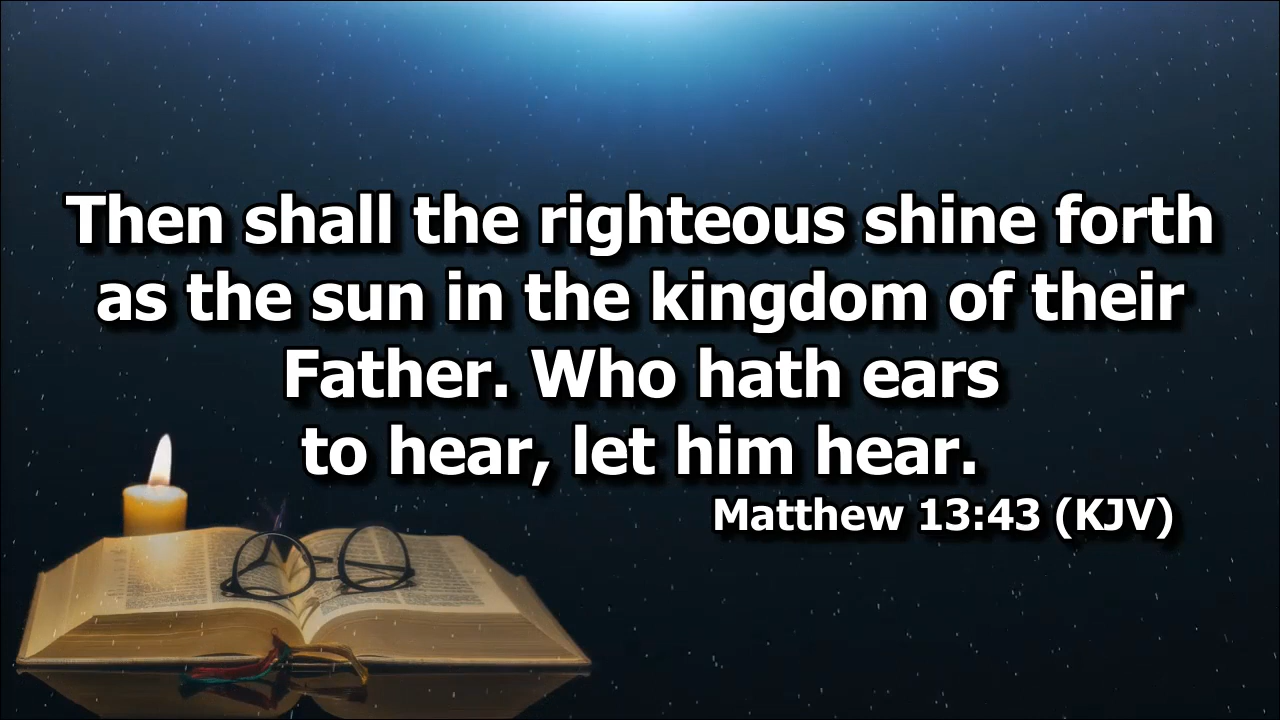 Then shall the righteous shine forth
as the sun in the kingdom of their
Father. Who hath ears
to hear, let him hear.
Matthew 13:43 (KJV)